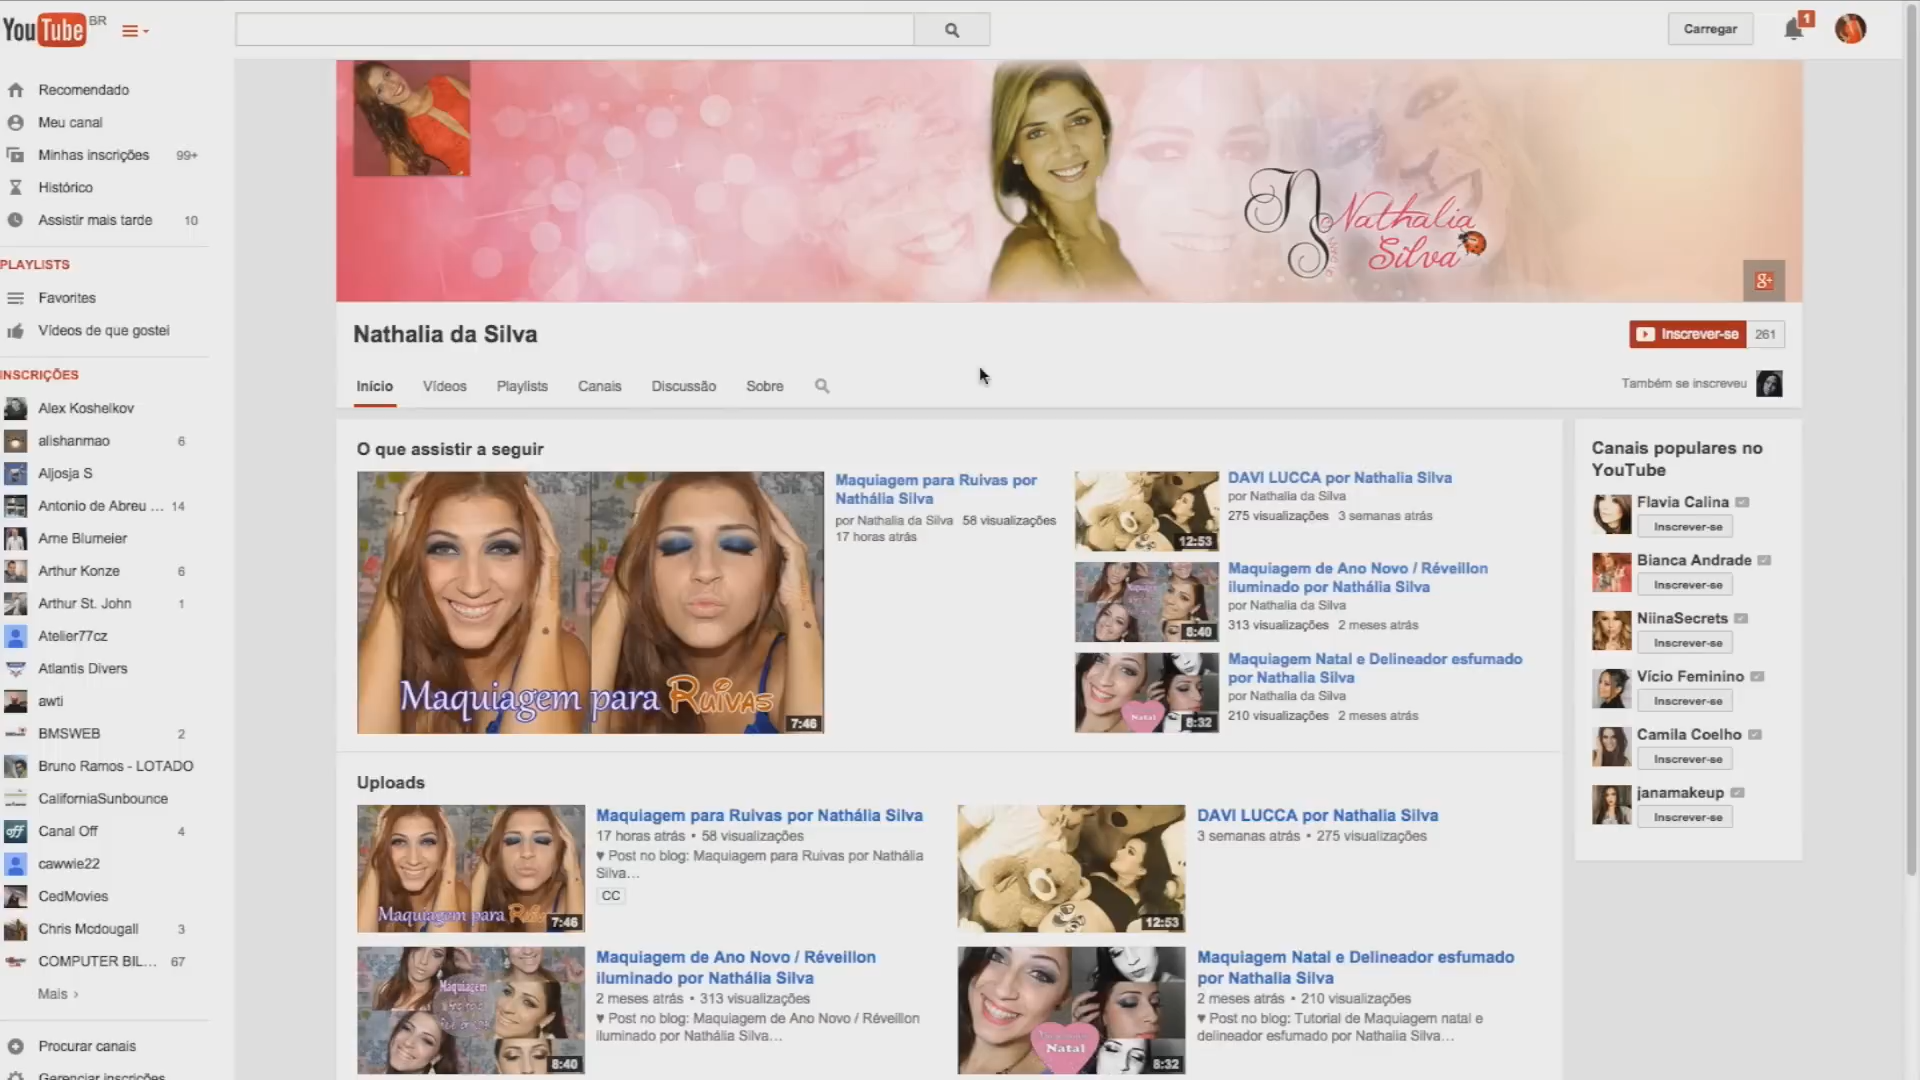 YouTube BR
Carregar
1
Recomendado
Meu canal
Minhas inscrições 99+
Histórico
Assistir mais tarde 10
PLAYLISTS
Favorites
Vídeos de que gostei
INSCRIÇÕES
Alex Koshelkov
alishanmao 6
Aljosja S
Antonio de Abreu ... 14
Arne Blumeier
Arthur Konze 6
Arthur St. John 1
Atelier77cz
Atlantis Divers
awti
BMSWEB 2
Bruno Ramos - LOTADO
CaliforniaSunbounce
off Canal Off 4
cawwie22
CedMovies
Chris Mcdougall 3
COMPUTER BIL... 67
Mais ›
Procurar canais
Gerenciar inscrições
NS Nathalia
Silva
g+
Nathalia da Silva
Inscrever-se 261
Início Vídeos Playlists Canais Discussão Sobre
Também se inscreveu
O que assistir a seguir
Maquiagem para Ruivas
7:46
Maquiagem para Ruivas por
Nathália Silva
por Nathalia da Silva 58 visualizações
17 horas atrás
12:53
DAVI LUCCA por Nathalia Silva
por Nathalia da Silva
275 visualizações 3 semanas atrás
8:40
Maquiagem de Ano Novo / Réveillon
iluminado por Nathália Silva
por Nathalia da Silva
313 visualizações 2 meses atrás
Natal
8:32
Maquiagem Natal e Delineador esfumado
por Nathalia Silva
por Nathalia da Silva
210 visualizações 2 meses atrás
Uploads
Maquiagem para Ruivas
7:46
Maquiagem para Ruivas por Nathália Silva
17 horas atrás • 58 visualizações
♥ Post no blog: Maquiagem para Ruivas por Nathália
Silva...
CC
12:53
DAVI LUCCA por Nathalia Silva
3 semanas atrás • 275 visualizações
Maquiagem
8:40
Maquiagem de Ano Novo / Réveillon
iluminado por Nathália Silva
2 meses atrás • 313 visualizações
♥ Post no blog: Maquiagem de Ano Novo / Réveillon
iluminado por Nathália Silva...
Natal
8:32
Maquiagem Natal e Delineador esfumado
por Nathalia Silva
2 meses atrás • 210 visualizações
♥ Post no blog: Tutorial de Maquiagem natal e
delineador esfumado por Nathalia Silva...
Canais populares no
YouTube
Flavia Calina
Inscrever-se
Bianca Andrade
Inscrever-se
NiinaSecrets
Inscrever-se
Vício Feminino
Inscrever-se
Camila Coelho
Inscrever-se
janamakeup
Inscrever-se